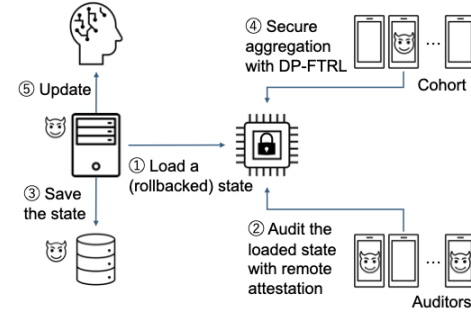 ④ Secure
aggregation
with DP-FTRL
...
Cohort
⑤ Update
① Load a
(rollbacked) state
③ Save
the state
② Audit the
loaded state
with remote
attestation
...
Auditors